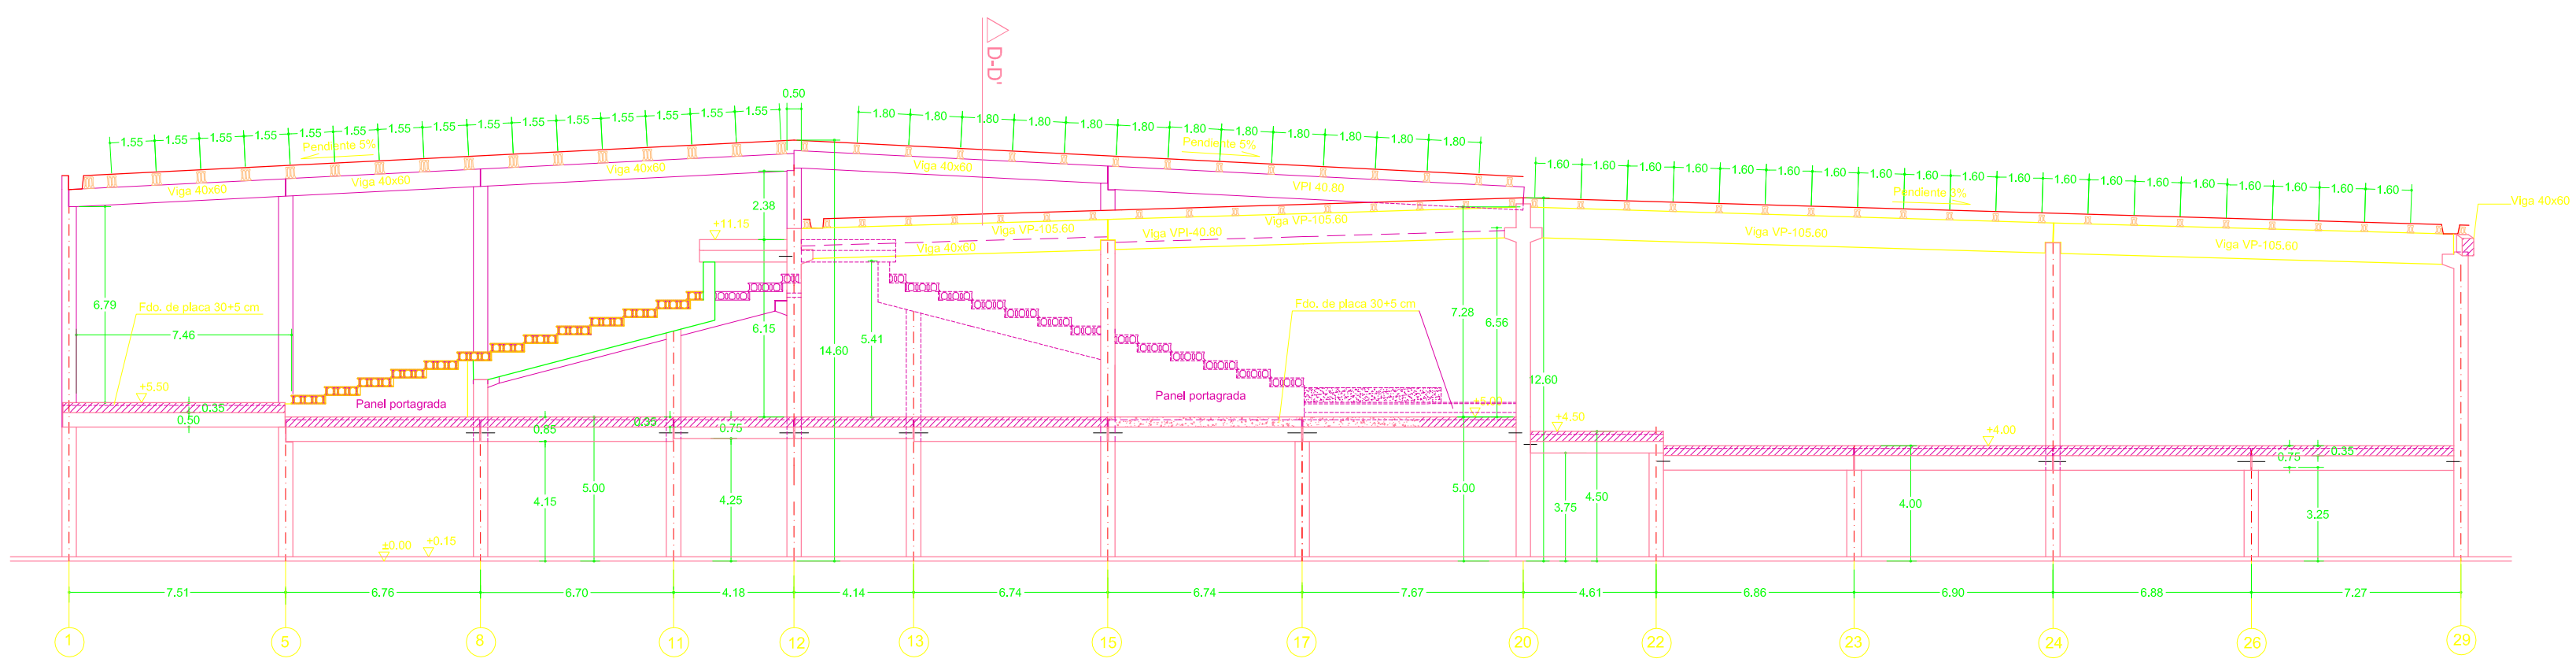 D-D'
0.50
1.55 1.55 1.55 1.55 1.55 1.55 1.55 1.55 1.55 1.55 1.55 1.55 1.55 1.55 1.55
1.80 1.80 1.80 1.80 1.80 1.80 1.80 1.80 1.80 1.80 1.80 1.80
1.60 1.60 1.60 1.60 1.60 1.60 1.60 1.60 1.60 1.60 1.60 1.60 1.60 1.60 1.60 1.60 1.60 1.60 1.60
Pendiente 5%
Pendiente 5%
Pendiente 3%
Viga 40x60
Viga 40x60
Viga 40x60
Viga 40x60
VPI 40.80
Viga 40x60
2.38
+11.15
Viga VP-105.60
Viga VPI-40.80
Viga VP-105.60
Viga 40x60
Viga VP-105.60
Viga VP-105.60
6.79
Fdo. de placa 30+5 cm
7.46
6.15
14.60
5.41
Fdo. de placa 30+5 cm
7.28
6.56
12.60
+5.50
0.35
0.50
Panel portagrada
Panel portagrada
+5.00
+4.50
+4.00
0.85
0.35
0.75
0.75
0.35
4.15
5.00
4.25
5.00
3.75
4.50
4.00
3.25
±0.00
+0.15
7.51 6.76 6.70 4.18 4.14 6.74 6.74 7.67 4.61 6.86 6.90 6.88 7.27
1 5 8 11 12 13 15 17 20 22 23 24 26 29